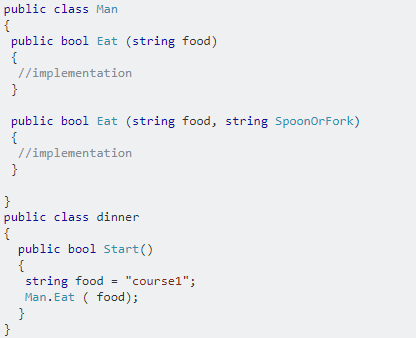 public class Man
{
public bool Eat (string food)
{
//implementation
}
public bool Eat (string food, string SpoonOrFork)
{
//implementation
}
}
public class dinner
{
public bool Start()
{
string food = "course1";
Man.Eat ( food);
}
}